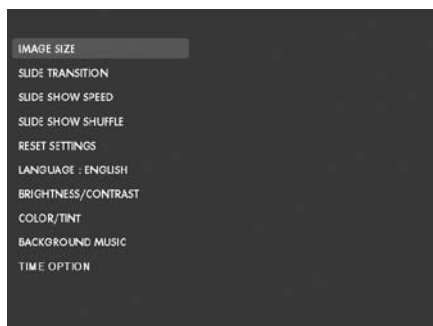 IMAGE SIZE
SLIDE TRANSITION
SLIDE SHOW SPEED
SLIDE SHOW SHUFFLE
RESET SETTINGS
LANGUAGE : ENGLISH
BRIGHTNESS/CONTRAST
COLOR/TINT
BACKGROUND MUSIC
TIME OPTION